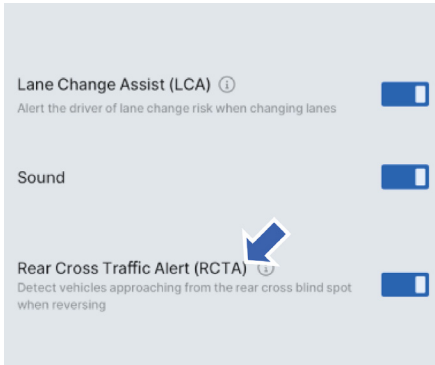 Lane Change Assist (LCA)
Alert the driver of lane change risk when changing lanes
Sound
Rear Cross Traffic Alert (RCTA)
Detect vehicles approaching from the rear cross blind spot
when reversing